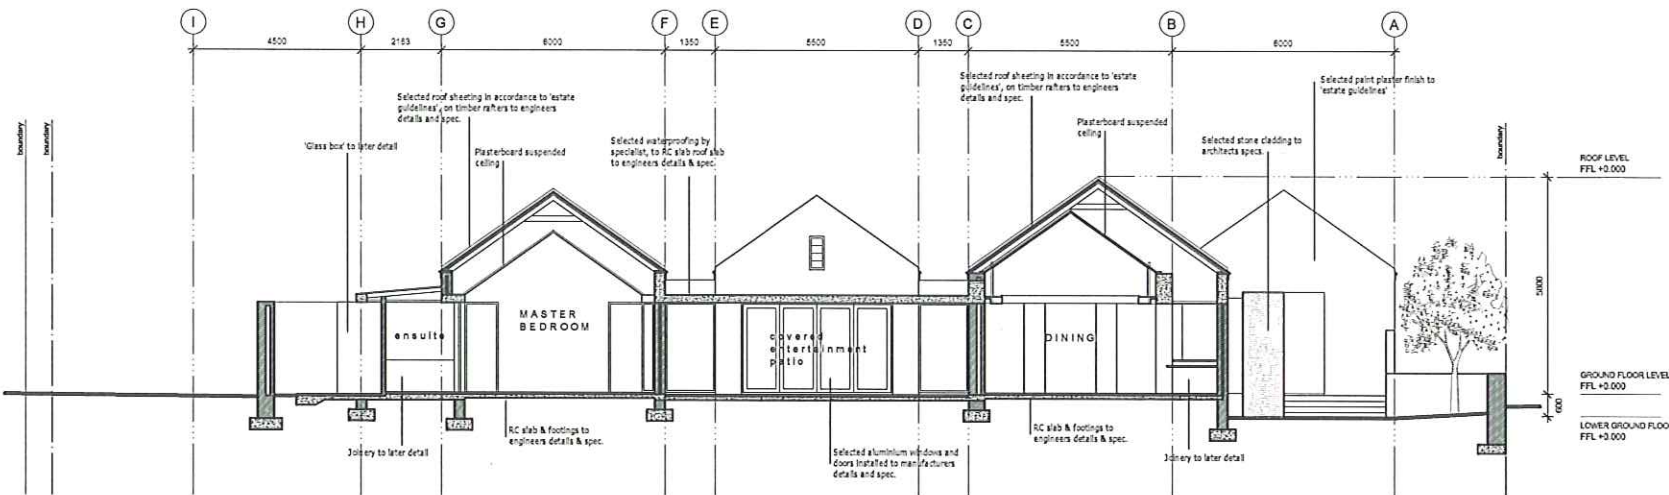 I H G F E D C B A
4500 2163 6000 1350 5500 1350 5500 6000
boundary
boundary
'Glass box' to later detail
Selected roof sheeting in accordance to 'estate
guidelines', on timber rafters to engineers
details and spec.
Plasterboard suspended
ceiling
Selected waterproofing by
specialist, to RC slab roof slab
to engineers details & spec.
Selected roof sheeting in accordance to 'estate
guidelines', on timber rafters to engineers
details and spec.
Plasterboard suspended
ceiling
Selected stone cladding to
architects specs.
Selected paint plaster finish to
'estate guidelines'
boundary
ROOF LEVEL
FFL +0.000
5000
ensuite
MASTER
BEDROOM
covered
entertainment
patio
DINING
GROUND FLOOR LEVEL
FFL +0.000
600
LOWER GROUND FLOO
FFL +0.000
Joinery to later detail
RC slab & footings to
engineers details & spec.
Selected aluminium windows and
doors installed to manufacturers
details and spec.
RC slab & footings to
engineers details & spec.
Joinery to later detail